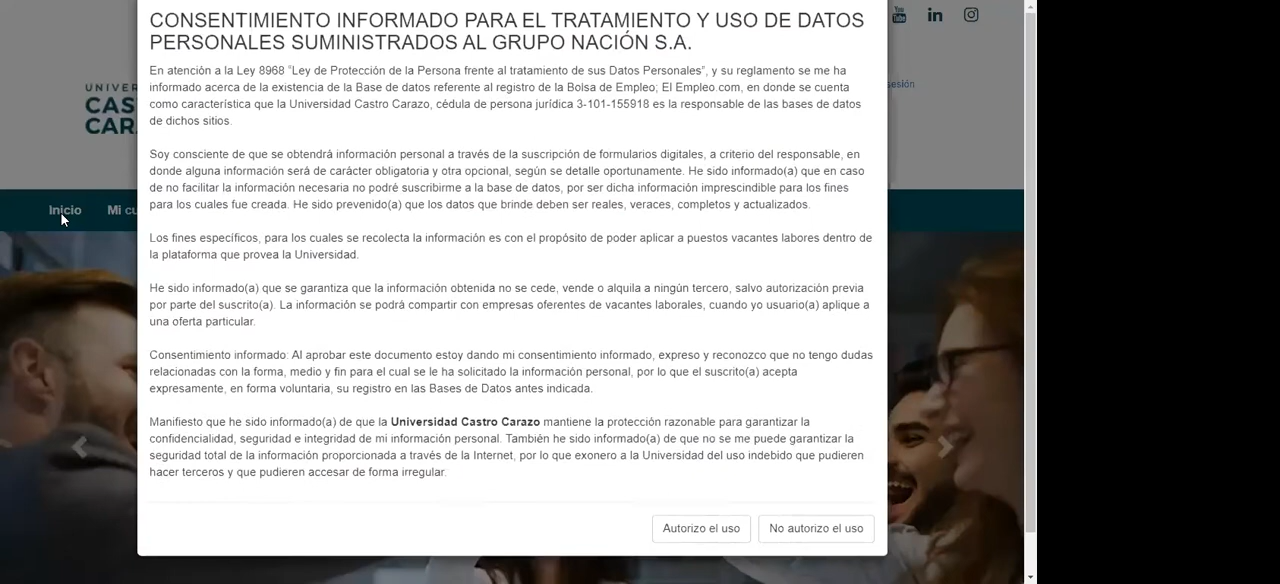 CONSENTIMIENTO INFORMADO PARA EL TRATAMIENTO Y USO DE DATOS
PERSONALES SUMINISTRADOS AL GRUPO NACIÓN S.A.
En atención a la Ley 8968 “Ley de Protección de la Persona frente al tratamiento de sus Datos Personales”, y su reglamento se me ha
informado acerca de la existencia de la Base de datos referente al registro de la Bolsa de Empleo; El Empleo.com, en donde se cuenta
como característica que la Universidad Castro Carazo, cédula de persona jurídica 3-101-155918 es la responsable de las bases de datos
de dichos sitios.
Soy consciente de que se obtendrá información personal a través de la suscripción de formularios digitales, a criterio del responsable, en
donde alguna información será de carácter obligatoria y otra opcional, según se detalle oportunamente. He sido informado(a) que en caso
de no facilitar la información necesaria no podré suscribirme a la base de datos, por ser dicha información imprescindible para los fines
para los cuales fue creada. He sido prevenido(a) que los datos que brinde deben ser reales, veraces, completos y actualizados.
Los fines específicos, para los cuales se recolecta la información es con el propósito de poder aplicar a puestos vacantes labores dentro de
la plataforma que provea la Universidad.
He sido informado(a) que se garantiza que la información obtenida no se cede, vende o alquila a ningún tercero, salvo autorización previa
por parte del suscrito(a). La información se podrá compartir con empresas oferentes de vacantes laborales, cuando yo usuario(a) aplique a
una oferta particular.
Consentimiento informado: Al aprobar este documento estoy dando mi consentimiento informado, expreso y reconozco que no tengo dudas
relacionadas con la forma, medio y fin para el cual se le ha solicitado la información personal, por lo que el suscrito(a) acepta
expresamente, en forma voluntaria, su registro en las Bases de Datos antes indicada.
Manifiesto que he sido informado(a) de que la Universidad Castro Carazo mantiene la protección razonable para garantizar la
confidencialidad, seguridad e integridad de mi información personal. También he sido informado(a) de que no se me puede garantizar la
seguridad total de la información proporcionada a través de la Internet, por lo que exonero a la Universidad del uso indebido que pudieren
hacer terceros y que pudieren accesar de forma irregular.
Autorizo el uso No autorizo el uso
You Tube in
sesión
UNIVER
CAS
CAR
Inicio Mi cu